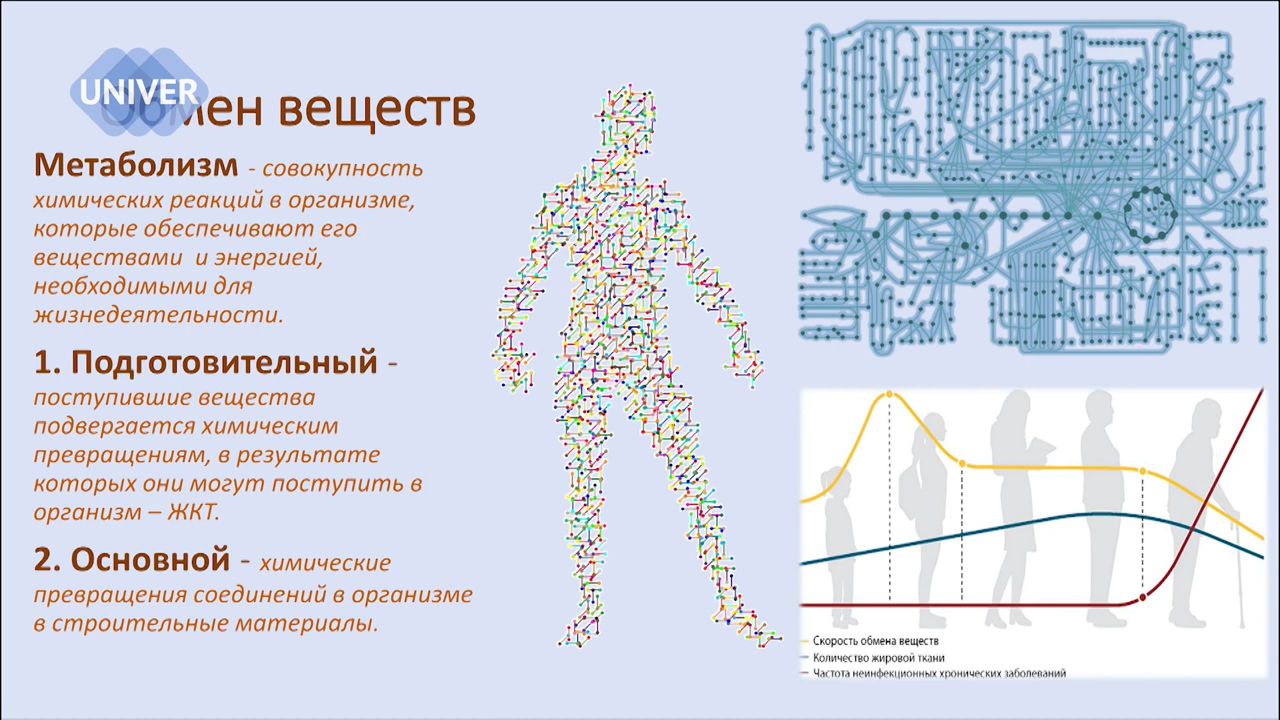 UNIVER
Обмен веществ
Метаболизм - совокупность
химических реакций в организме,
которые обеспечивают его
веществами и энергией,
необходимыми для
жизнедеятельности.
1. Подготовительный -
поступившие вещества
подвергается химическим
превращениям, в результате
которых они могут поступить в
организм – ЖКТ.
2. Основной - химические
превращения соединений в организме
в строительные материалы.
Скорость обмена веществ
Количество жировой ткани
Частота неинфекционных хронических заболеваний